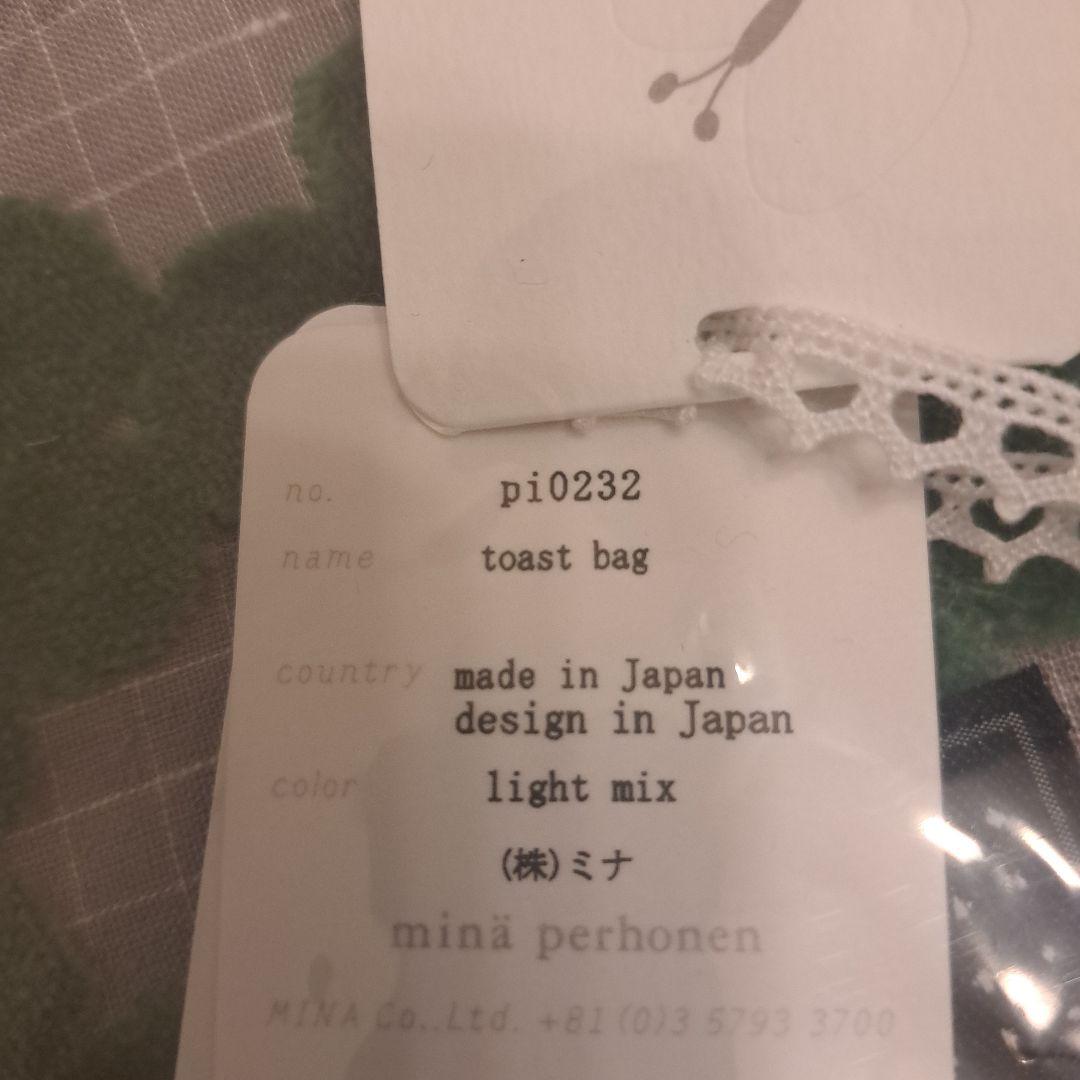 no. pi0232
name toast bag
country made in Japan
design in Japan
color light mix
(株)ミナ
minä perhonen
MINA Co.,Ltd. +81(0)3 5793 3700